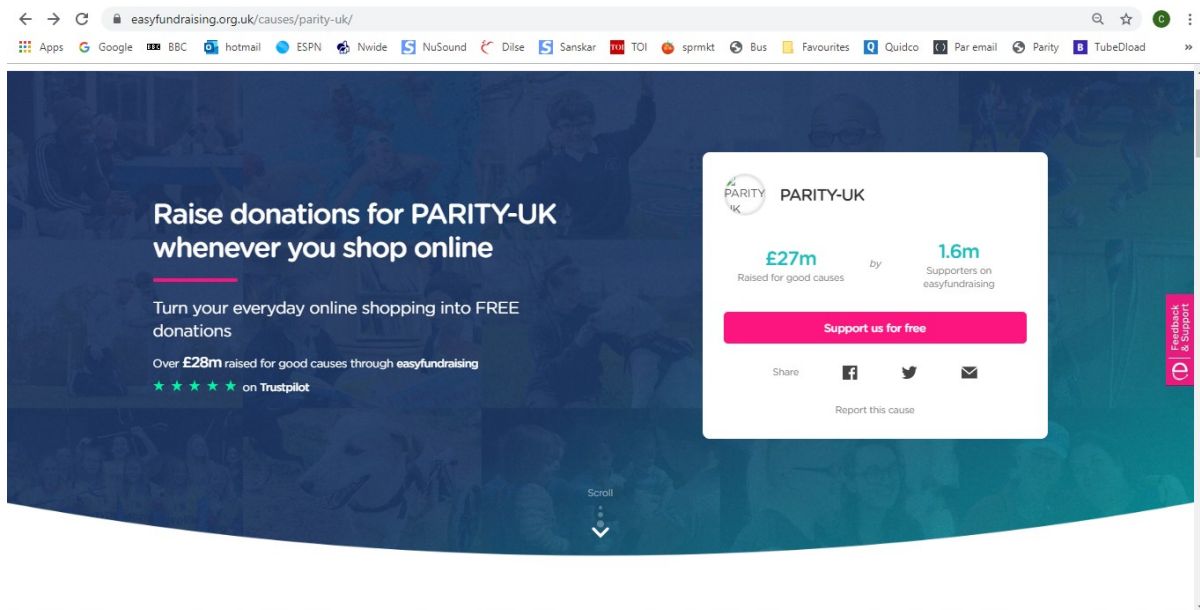 easyfundraising.org.uk/causes/parity-uk/
C
Apps G Google BBC BBC hotmail ESPN Nwide S NuSound Dilse S Sanskar TOI TOI sprmkt Bus Favourites Q Quidco Par email Parity B TubeDload »
Raise donations for PARITY-UK
whenever you shop online
Turn your everyday online shopping into FREE
donations
Over £28m raised for good causes through easyfundraising
on Trustpilot
PARITY
UK
PARITY-UK
£27m
Raised for good causes
by
1.6m
Supporters on
easyfundraising
Support us for free
Share
Report this cause
Feedback
& Support
e
Scroll